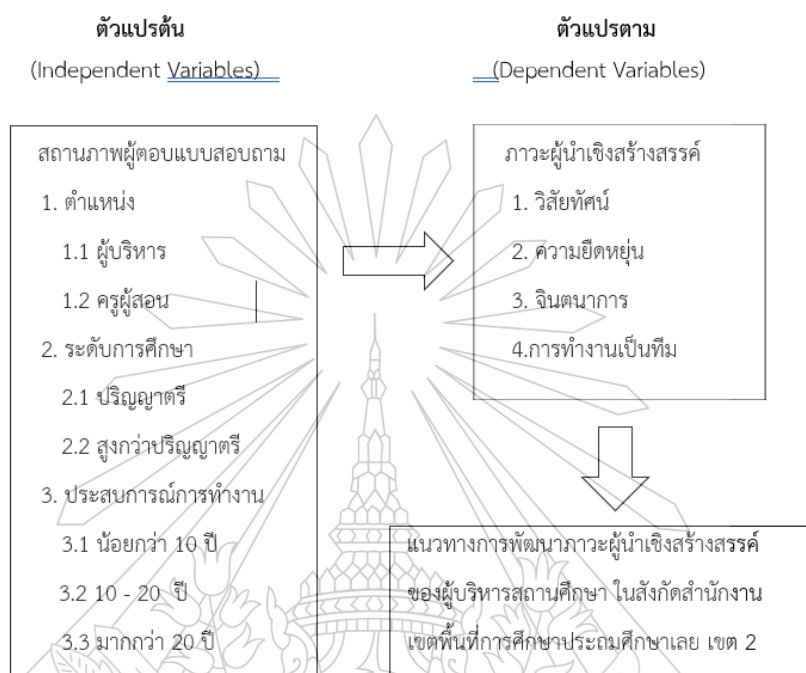 ตัวแปรต้น
(Independent Variables)
สถานภาพผู้ตอบแบบสอบถาม
1. ตำแหน่ง
1.1 ผู้บริหาร
1.2 ครูผู้สอน
2. ระดับการศึกษา
2.1 ปริญญาตรี
2.2 สูงกว่าปริญญาตรี
3. ประสบการณ์การทำงาน
3.1 น้อยกว่า 10 ปี
3.2 10 - 20 ปี
3.3 มากกว่า 20 ปี
ตัวแปรตาม
(Dependent Variables)
ภาวะผู้นำเชิงสร้างสรรค์
1. วิสัยทัศน์
2. ความยืดหยุ่น
3. จินตนาการ
4.การทำงานเป็นทีม
แนวทางการพัฒนาภาวะผู้นำเชิงสร้างสรรค์
ของผู้บริหารสถานศึกษา ในสังกัดสำนักงาน
เขตพื้นที่การศึกษาประถมศึกษาเลย เขต 2